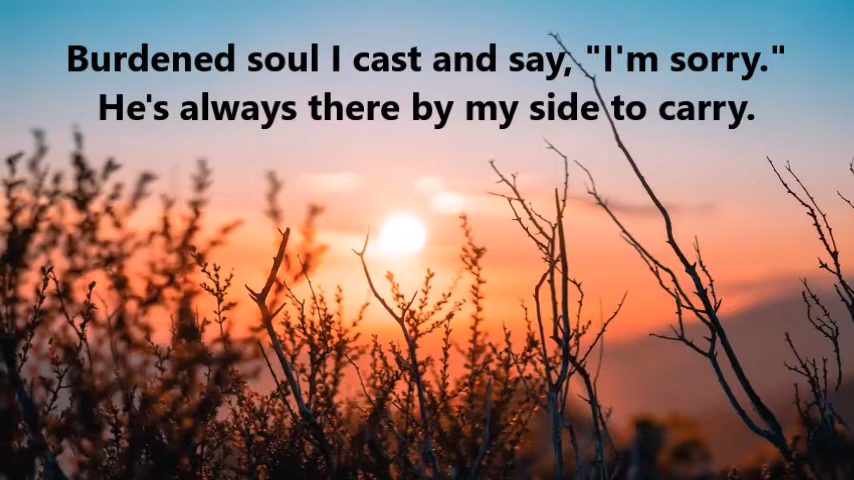 Burdened soul I cast and say, "I'm sorry."
He's always there by my side to carry.